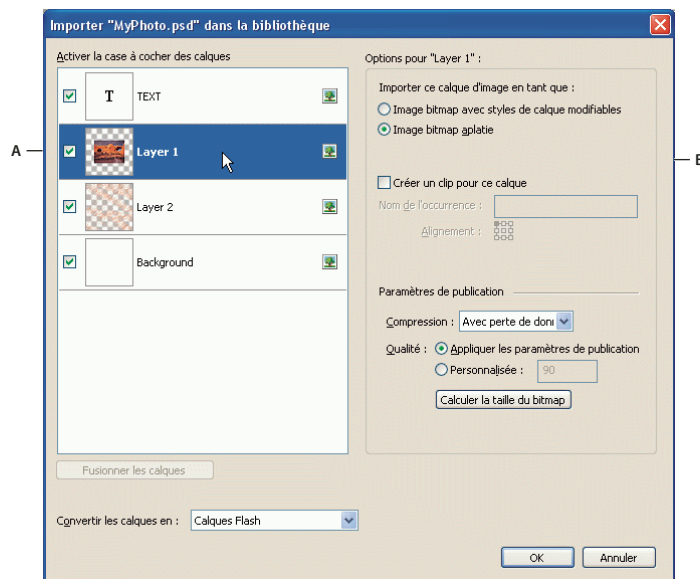 Importer "MyPhoto.psd" dans la bibliothèque
Activer la case à cocher des calques
T TEXT
Layer 1
Layer 2
Background
Fusionner les calques
Convertir les calques en : Calques Flash
Options pour "Layer 1" :
Importer ce calque d'image en tant que :
Image bitmap avec styles de calque modifiables
Image bitmap aplatie
Créer un clip pour ce calque
Nom de l'occurrence :
Alignement :
Paramètres de publication
Compression : Avec perte de doni
Qualité : Appliquer les paramètres de publication
Personnalisée : 90
Calculer la taille du bitmap
OK Annuler
A